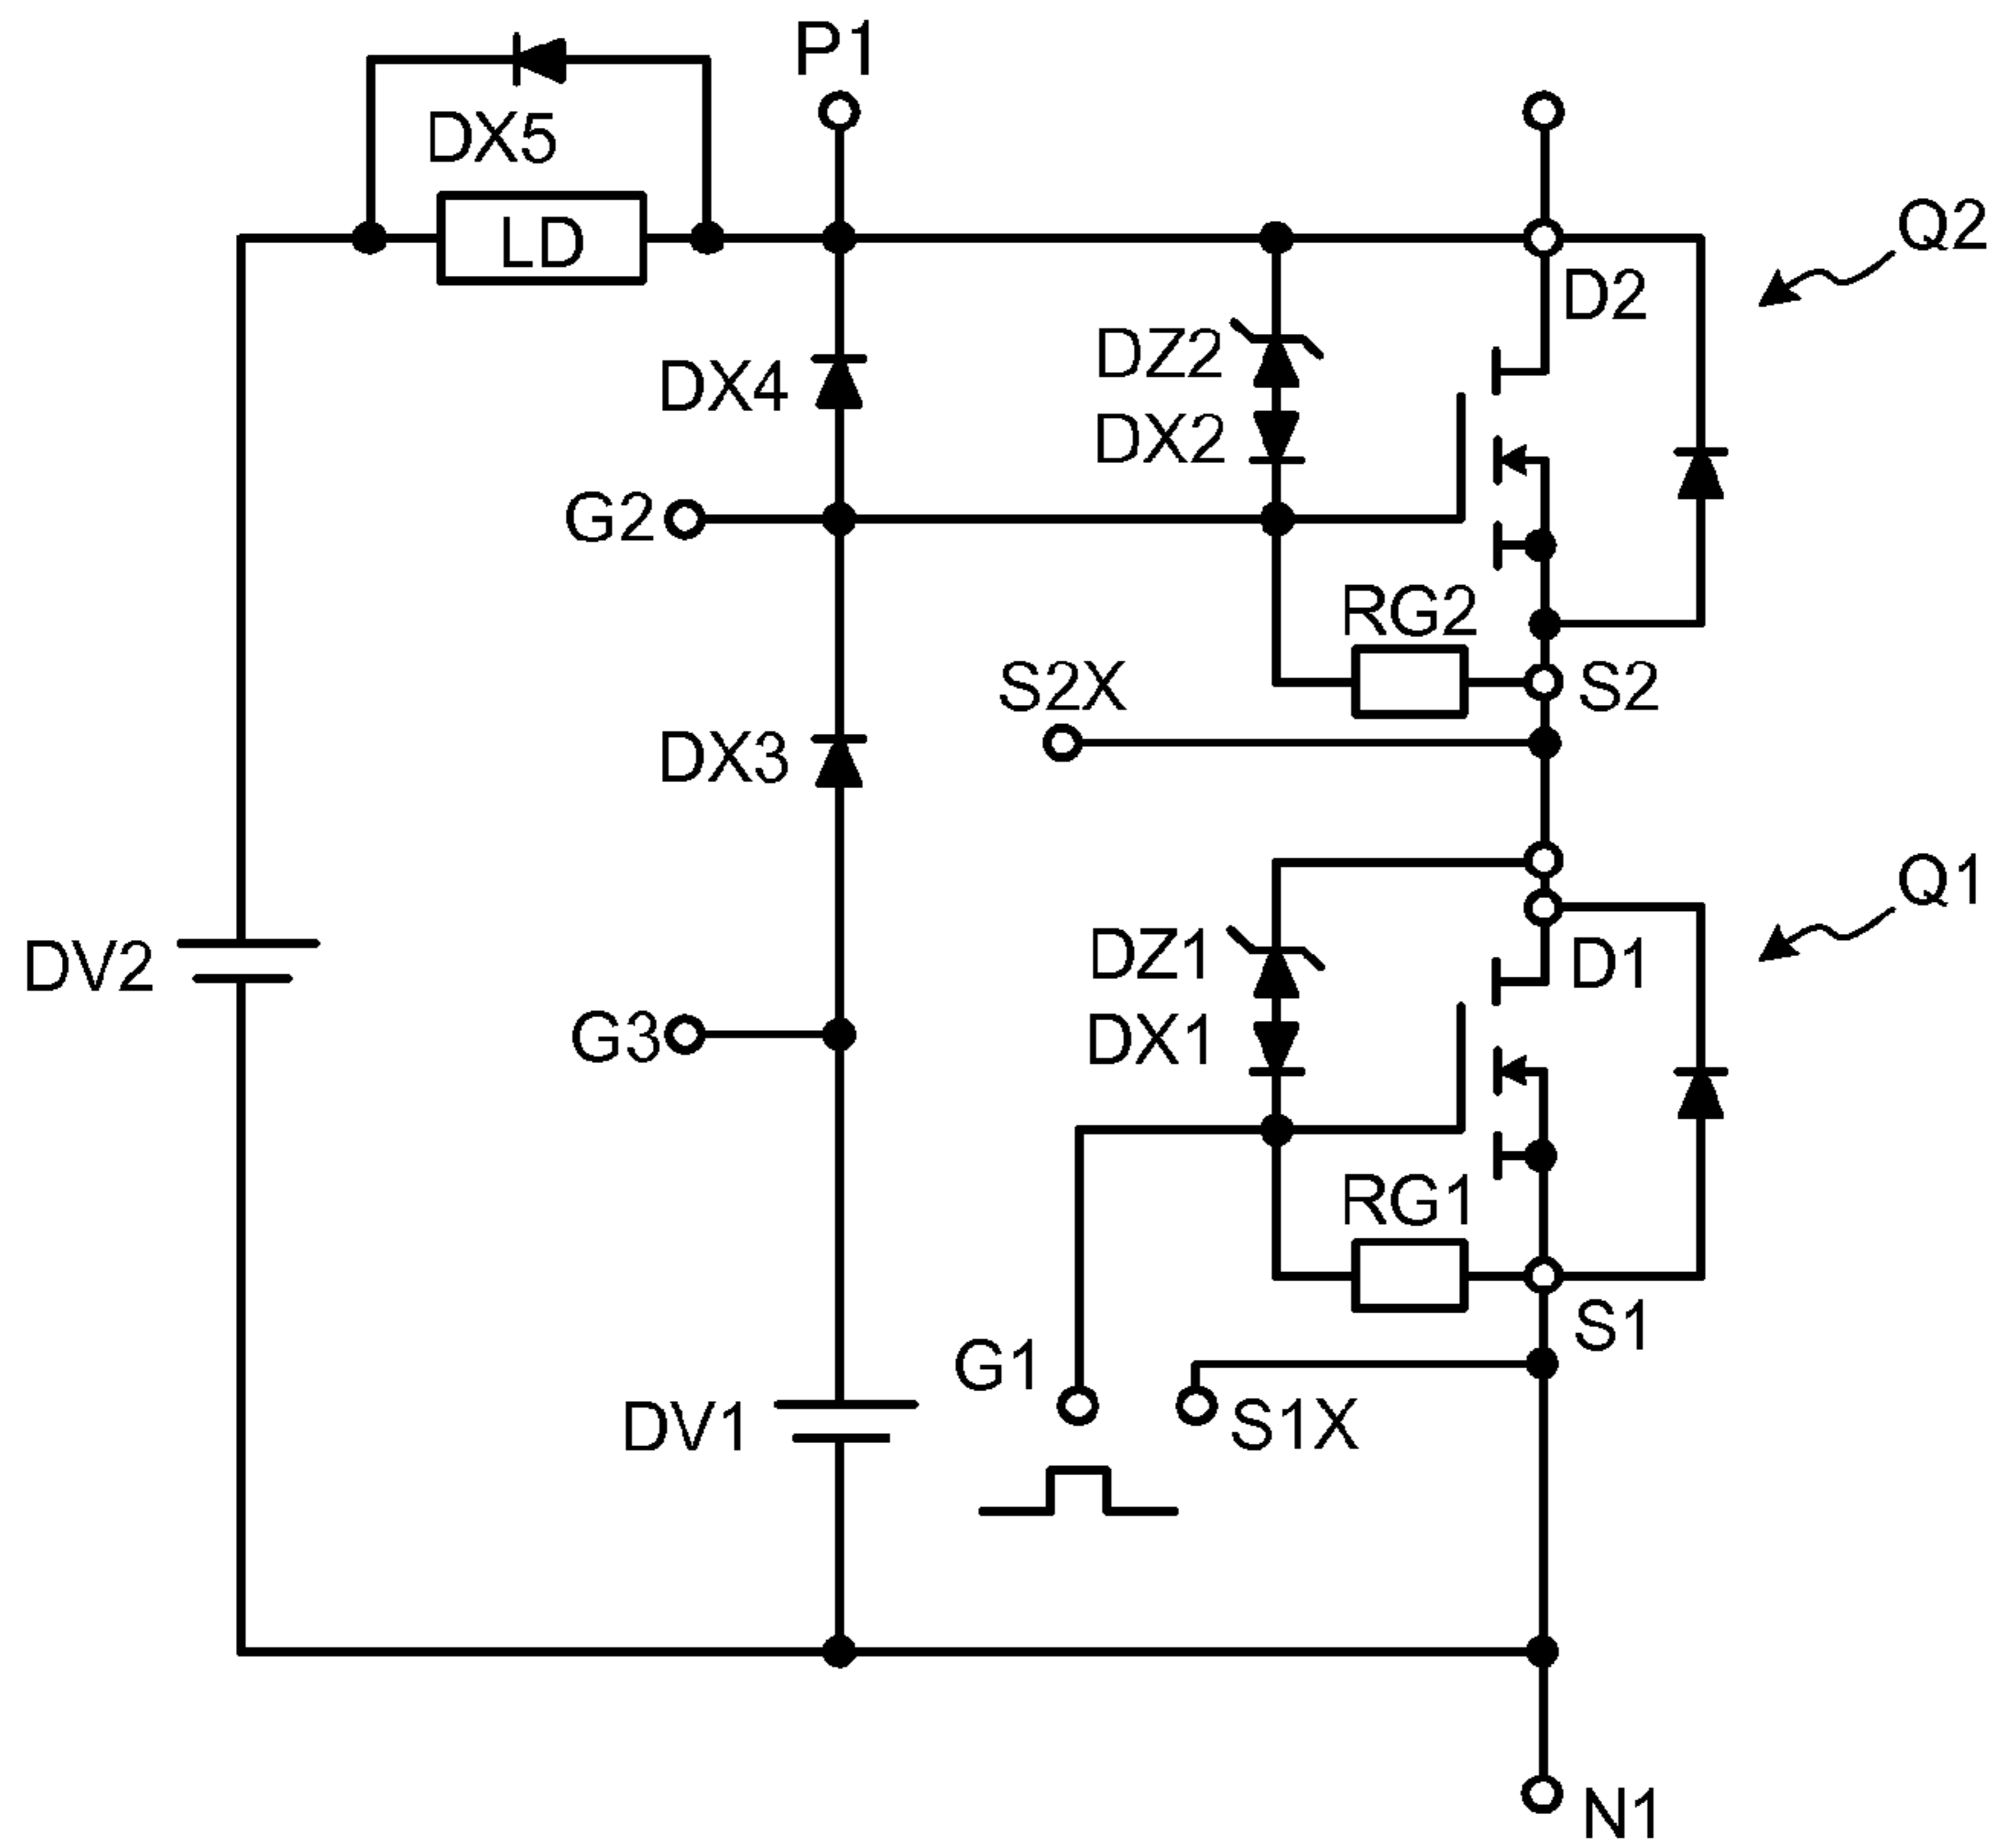 P1
DX5
LD
Q2
D2
DZ2
DX4
DX2
G2
RG2
S2X
S2
DX3
Q1
DZ1
D1
DV2
DX1
G3
RG1
S1
G1
S1X
DV1
N1